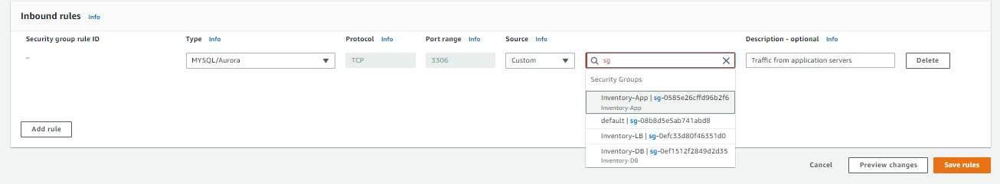 Inbound rules Info
Security group rule ID Type Info Protocol Info Port range Info Source Info Description - optional Info
– MYSQL/Aurora TCP 3306 Custom sg Traffic from application servers Delete
Security Groups
Inventory-App | sg-0585e26cffd96b2f6
Inventory-App
default | sg-08b8d5e5ab741abd8
Add rule
Inventory-LB | sg-0efc33d80f46351d0
Inventory-DB | sg-0ef1512f2849d2d35
Inventory-DB
Cancel Preview changes Save rules